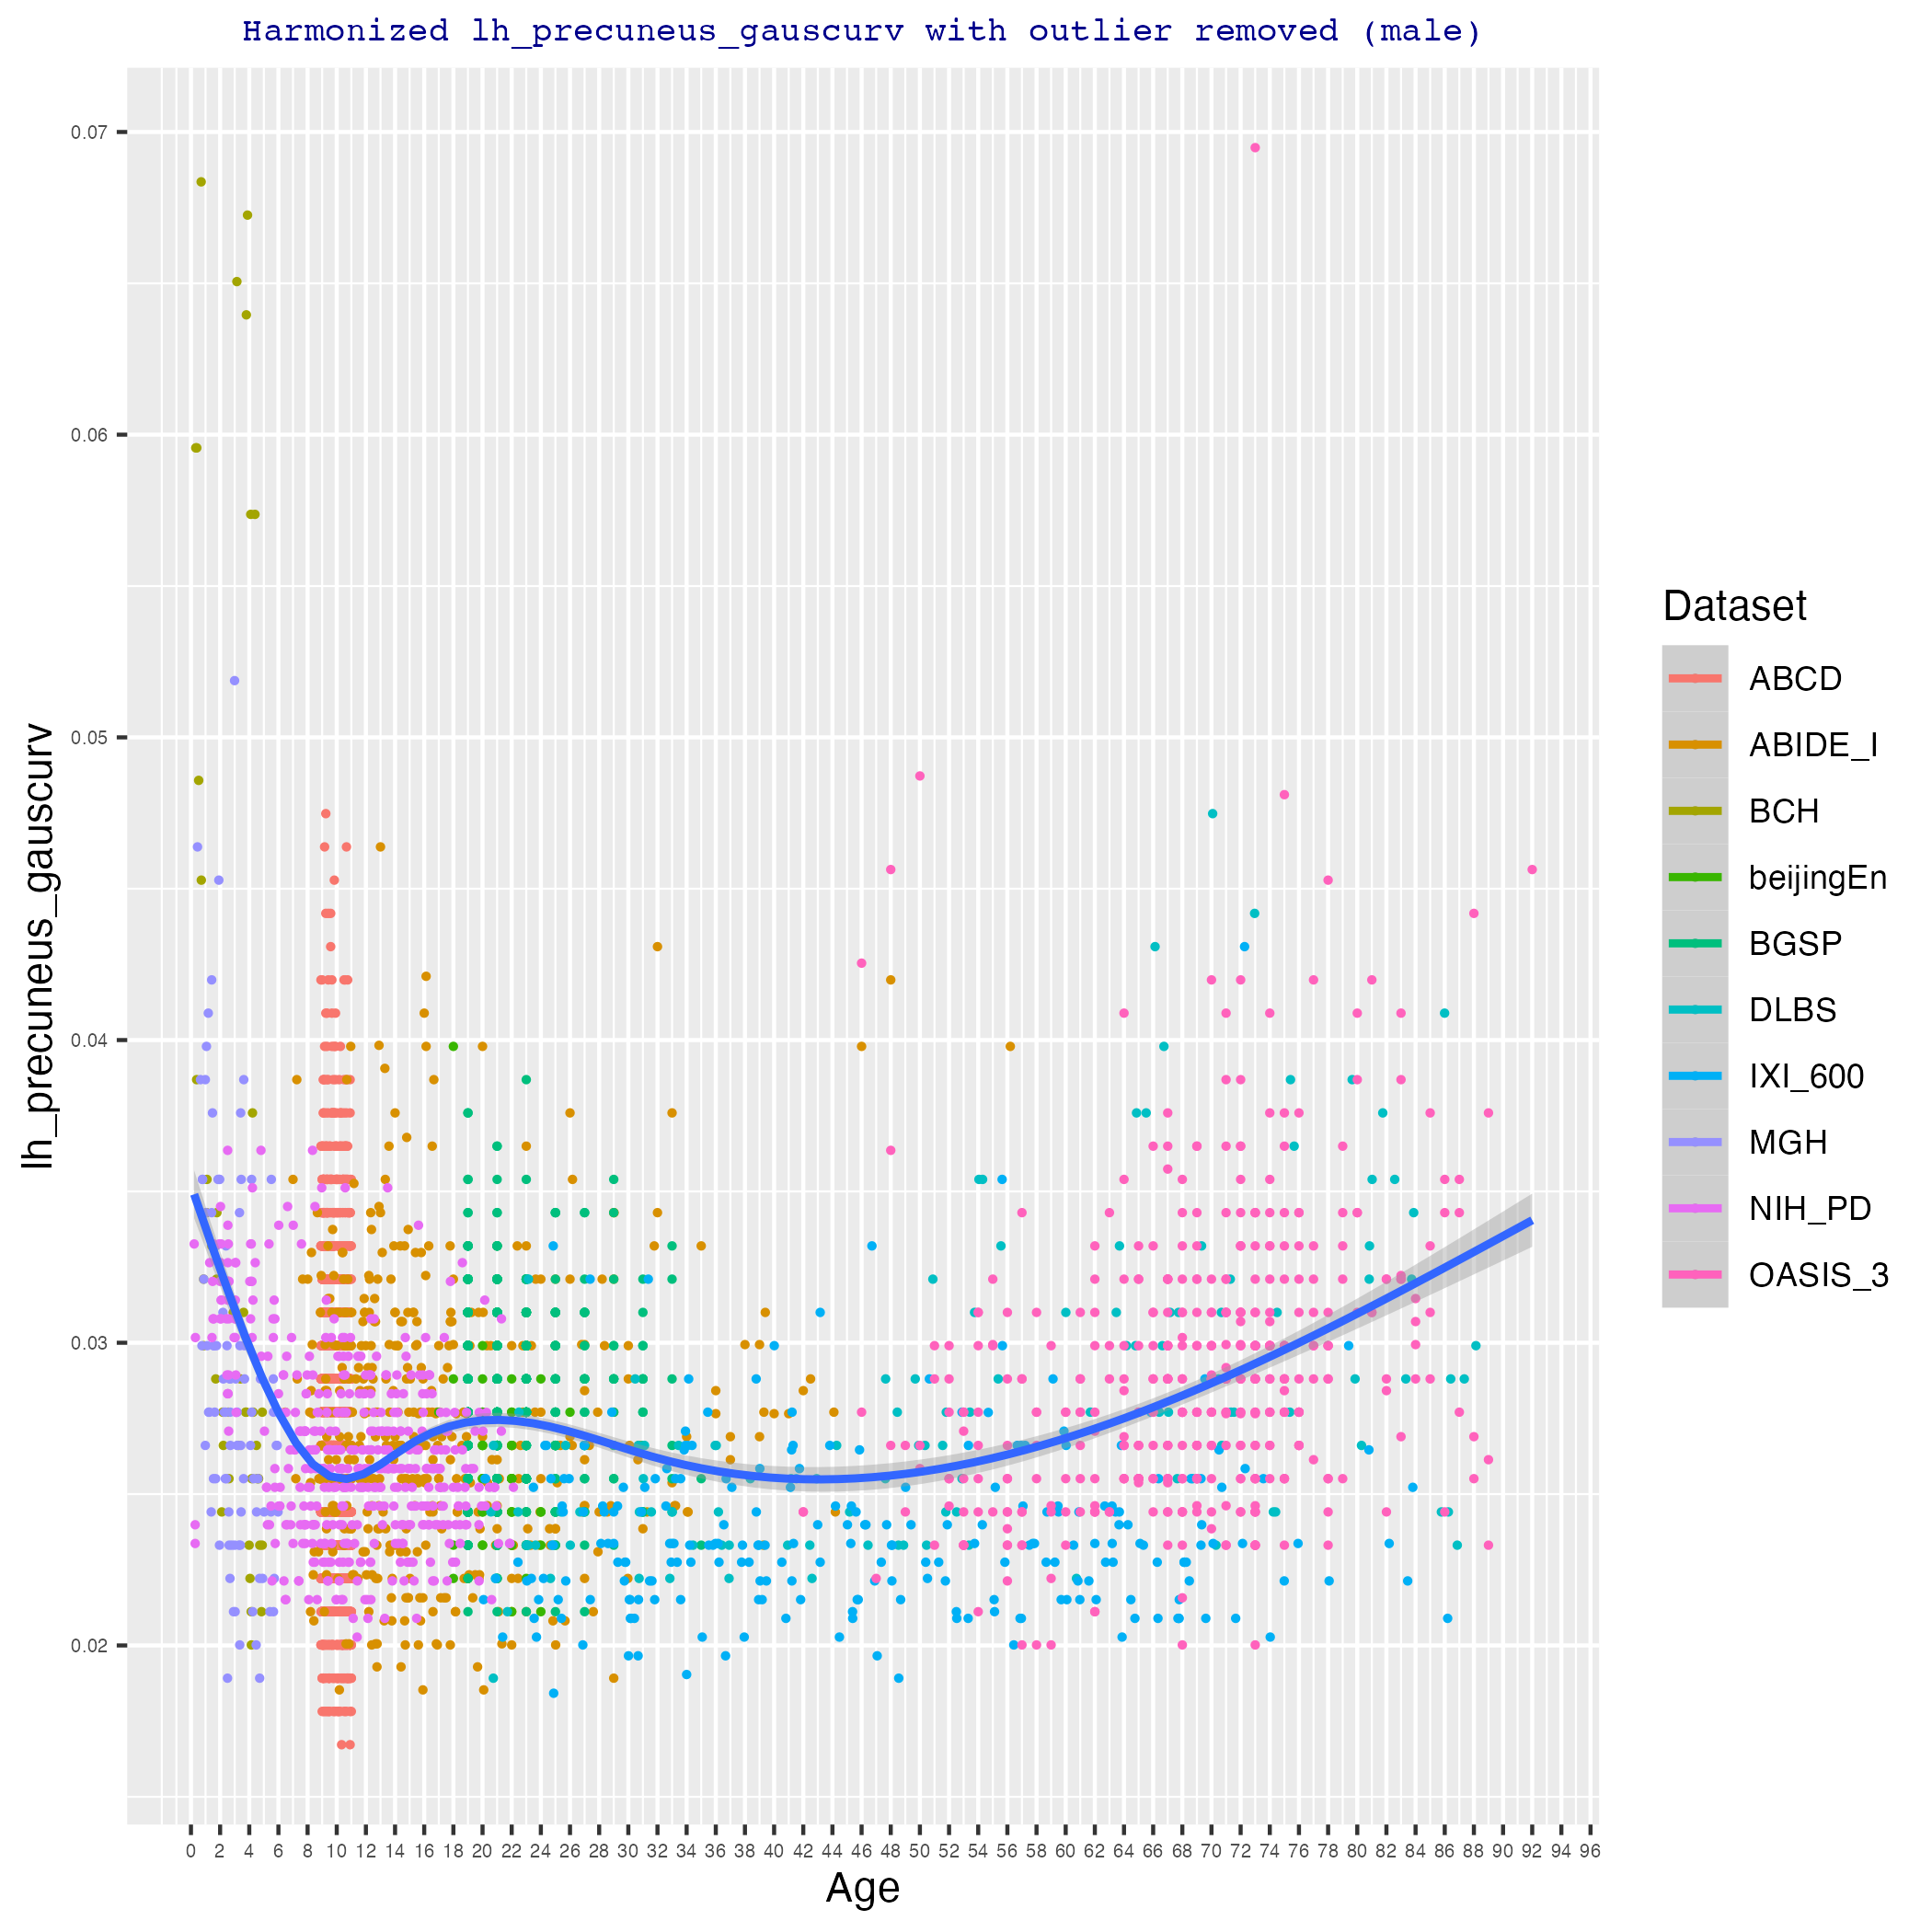 Harmonized lh_precuneus_gauscurv with outlier removed (male)
0.07
0.06
0.05
0.04
0.03
0.02
lh_precuneus_gauscurv
0 2 4 6 8 10 12 14 16 18 20 22 24 26 28 30 32 34 36 38 40 42 44 46 48 50 52 54 56 58 60 62 64 66 68 70 72 74 76 78 80 82 84 86 88 90 92 94 96
Age
Dataset
ABCD
ABIDE_I
BCH
beijingEn
BGSP
DLBS
IXI_600
MGH
NIH_PD
OASIS_3